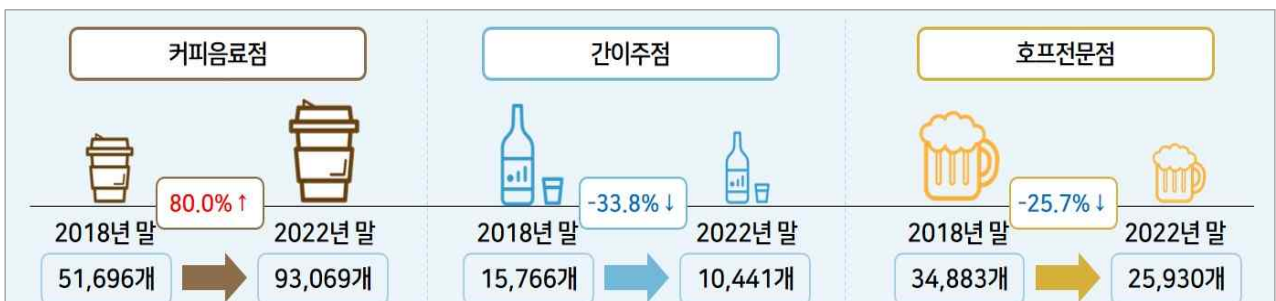 커피음료점
간이주점
호프전문점
80.0%↑
-33.8%↓
-25.7%↓
2018년 말
2022년 말
2018년 말
2022년 말
2018년 말
2022년 말
51,696개
93,069개
15,766개
10,441개
34,883개
25,930개